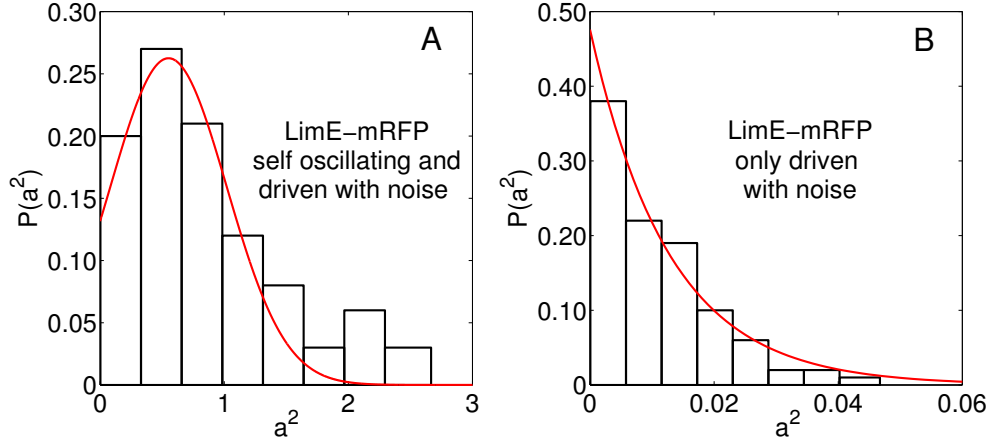 A
0.30
0.25
0.20
0.15
0.10
0.05
0
P(a²)
LimE−mRFP
self oscillating and
driven with noise
0 1 2 3
a²
B
0.50
0.40
0.30
0.20
0.10
0
P(a²)
LimE−mRFP
only driven
with noise
0 0.02 0.04 0.06
a²